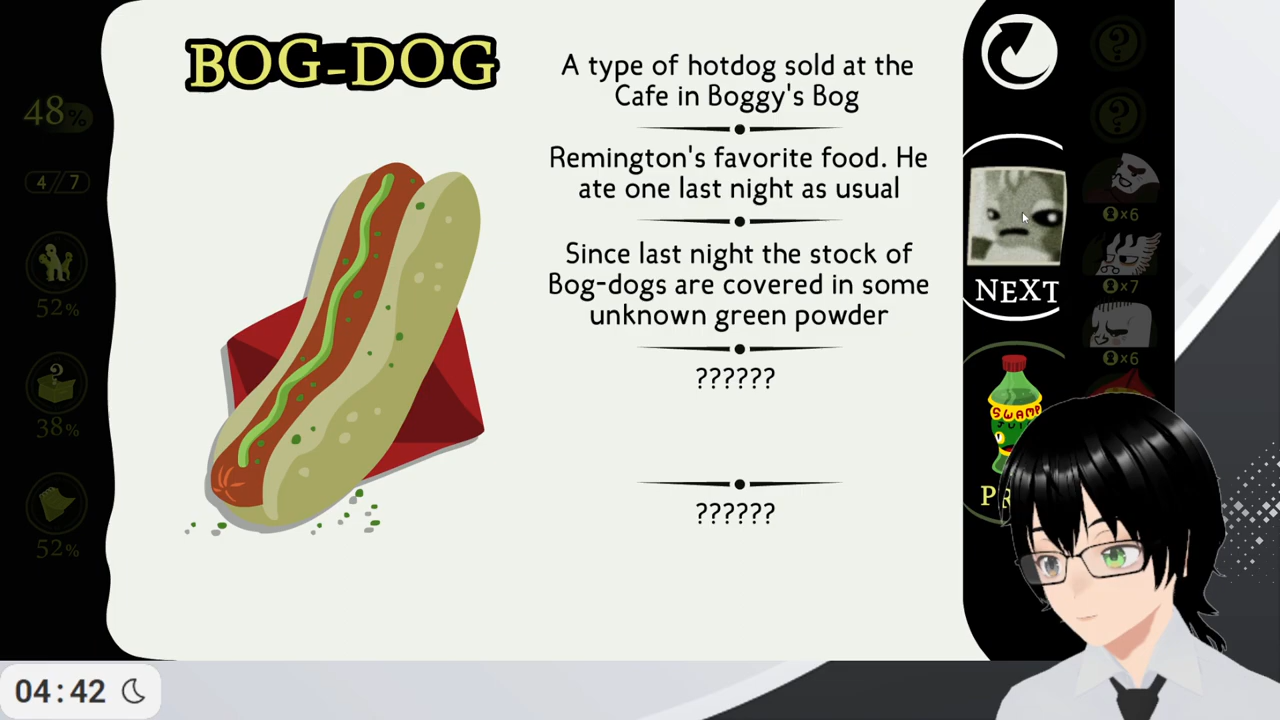 BOG-DOG
A type of hotdog sold at the
Cafe in Boggy's Bog
Remington's favorite food. He
ate one last night as usual
Since last night the stock of
Bog-dogs are covered in some
unknown green powder
??????
??????
48%
4/7
52%
38%
52%
NEXT
SWAMP
?
?
x6
x7
x6
04:42